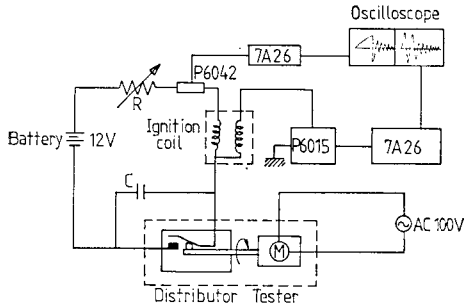 Oscilloscope
P6042
7A26
R
Ignition
coil
Battery
12V
P6015
7A26
C
AC 100V
M
Distributor Tester